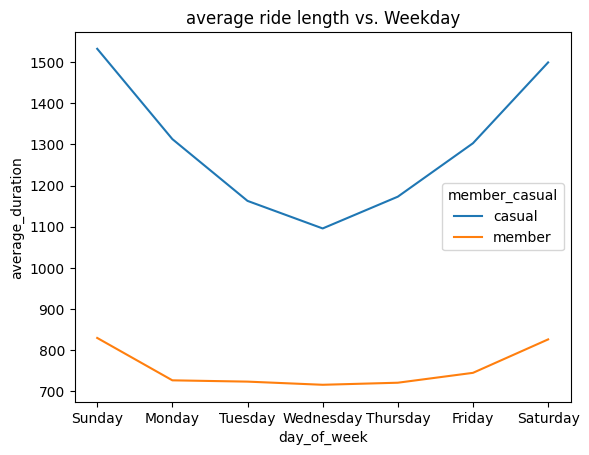 average ride length vs. Weekday
1500
1400
1300
1200
1100
1000
900
800
700
average_duration
member_casual
casual
member
Sunday Monday Tuesday Wednesday Thursday Friday Saturday
day_of_week